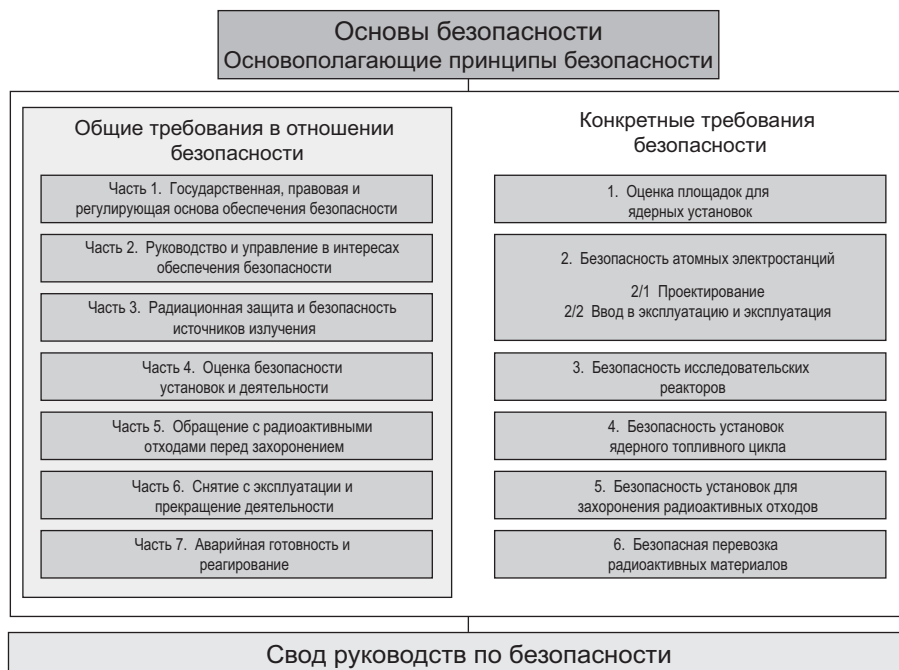 Основы безопасности
Основополагающие принципы безопасности
Общие требования в отношении
безопасности
Часть 1. Государственная, правовая и
регулирующая основа обеспечения безопасности
Часть 2. Руководство и управление в интересах
обеспечения безопасности
Часть 3. Радиационная защита и безопасность
источников излучения
Часть 4. Оценка безопасности
установок и деятельности
Часть 5. Обращение с радиоактивными
отходами перед захоронением
Часть 6. Снятие с эксплуатации и
прекращение деятельности
Часть 7. Аварийная готовность и
реагирование
Конкретные требования
безопасности
1. Оценка площадок для
ядерных установок
2. Безопасность атомных электростанций
2/1 Проектирование
2/2 Ввод в эксплуатацию и эксплуатация
3. Безопасность исследовательских
реакторов
4. Безопасность установок
ядерного топливного цикла
5. Безопасность установок для
захоронения радиоактивных отходов
6. Безопасная перевозка
радиоактивных материалов
Свод руководств по безопасности